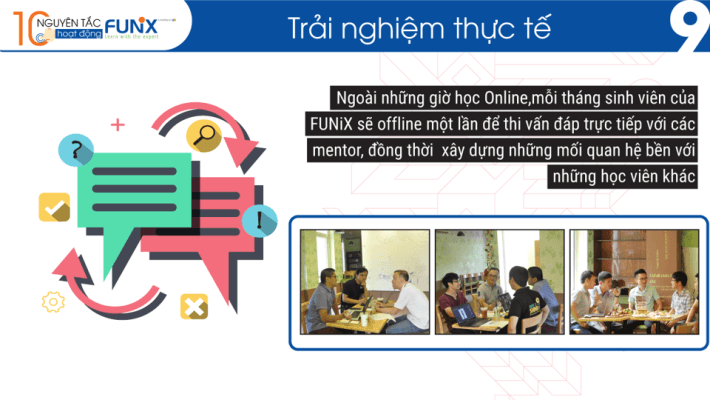 10 NGUYÊN TẮC
hoạt động
FUNiX
Learn with the expert
Trải nghiệm thực tế
9
Ngoài những giờ học Online,mỗi tháng sinh viên của
FUNiX sẽ offline một lần để thi vấn đáp trực tiếp với các
mentor, đồng thời xây dựng những mối quan hệ bền với
những học viên khác
?
!